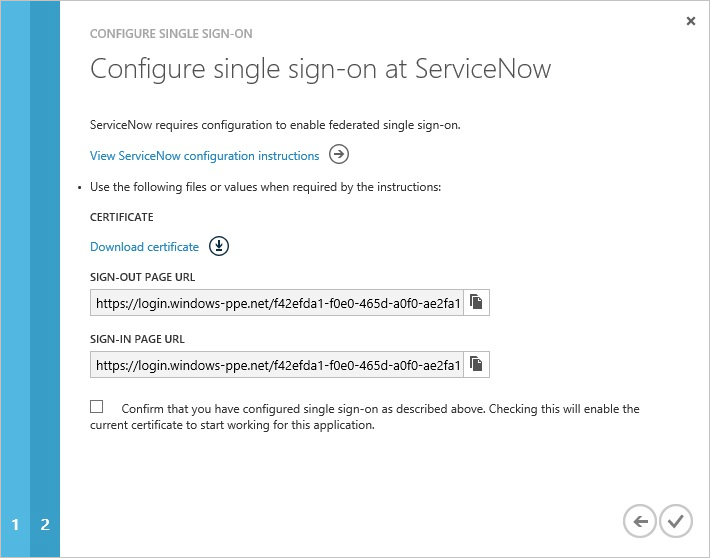 CONFIGURE SINGLE SIGN-ON
Configure single sign-on at ServiceNow
ServiceNow requires configuration to enable federated single sign-on.
View ServiceNow configuration instructions
• Use the following files or values when required by the instructions:
CERTIFICATE
Download certificate
SIGN-OUT PAGE URL
https://login.windows-ppe.net/f42efda1-f0e0-465d-a0f0-ae2fa1
SIGN-IN PAGE URL
https://login.windows-ppe.net/f42efda1-f0e0-465d-a0f0-ae2fa1
Confirm that you have configured single sign-on as described above. Checking this will enable the
current certificate to start working for this application.
1 2